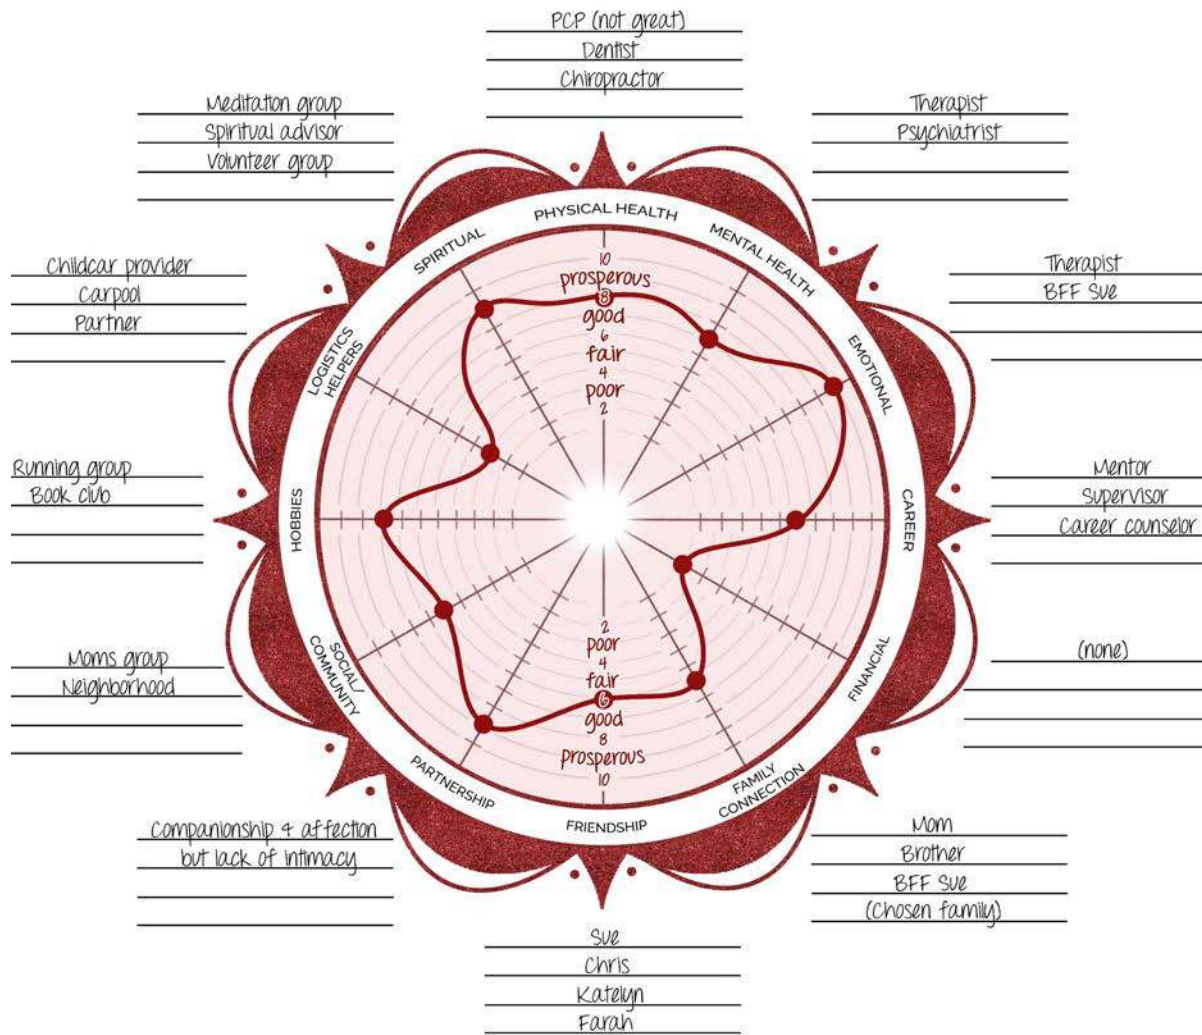 PCP (not great)
Dentist
Chiropractor
Meditation group
Spiritual advisor
Volunteer group
Therapist
Psychiatrist
Childcar provider
Carpool
Partner
Therapist
BFF Sue
Running group
Book club
Mentor
Supervisor
Career counselor
Moms group
Neighborhood
(none)
Companionship & affection
but lack of intimacy
Mom
Brother
BFF Sue
(Chosen family)
Sue
Chris
Katelyn
Farah
PHYSICAL HEALTH
MENTAL HEALTH
EMOTIONAL
CAREER
FINANCIAL
FAMILY
CONNECTION
FRIENDSHIP
PARTNERSHIP
SOCIAL/
COMMUNITY
HOBBIES
LOGISTICS
HELPERS
SPIRITUAL
10
prosperous
8
good
6
fair
4
poor
2
2
poor
4
fair
6
good
8
prosperous
10